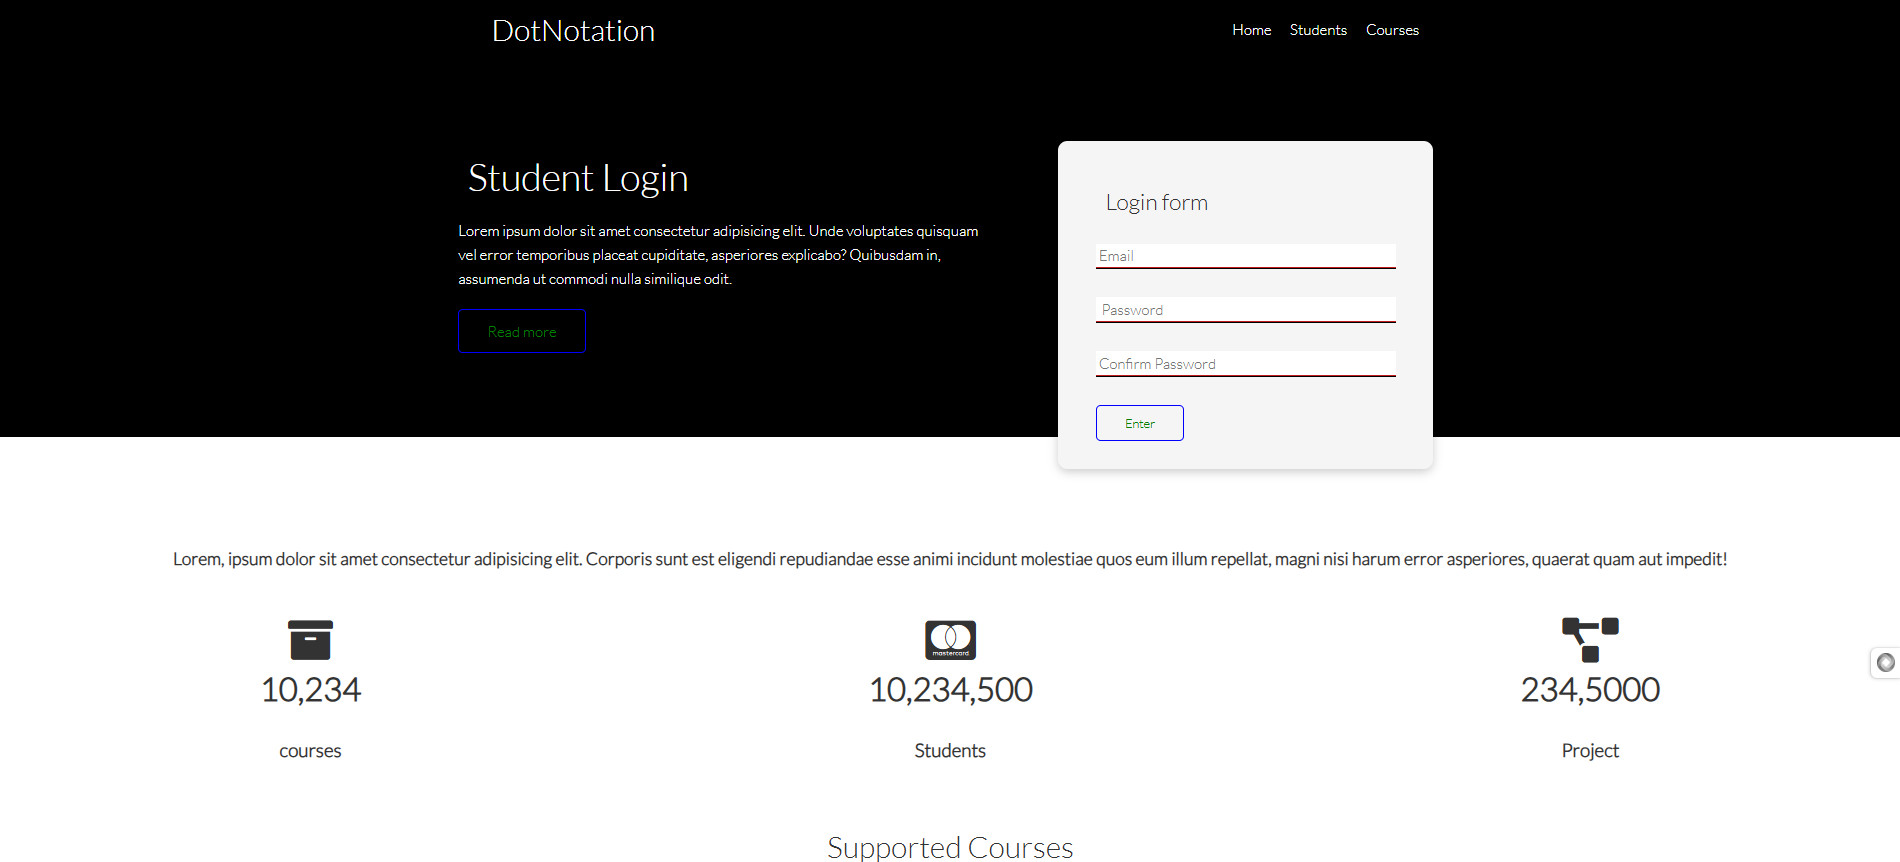 DotNotation
Home Students Courses
Student Login
Lorem ipsum dolor sit amet consectetur adipisicing elit. Unde voluptates quisquam
vel error temporibus placeat cupiditate, asperiores explicabo? Quibusdam in,
assumenda ut commodi nulla similique odit.
Read more
Login form
Email
Password
Confirm Password
Enter
Lorem, ipsum dolor sit amet consectetur adipisicing elit. Corporis sunt est eligendi repudiandae esse animi incidunt molestiae quos eum illum repellat, magni nisi harum error asperiores, quaerat quam aut impedit!
10,234
courses
mastercard.
10,234,500
Students
234,5000
Project
Supported Courses